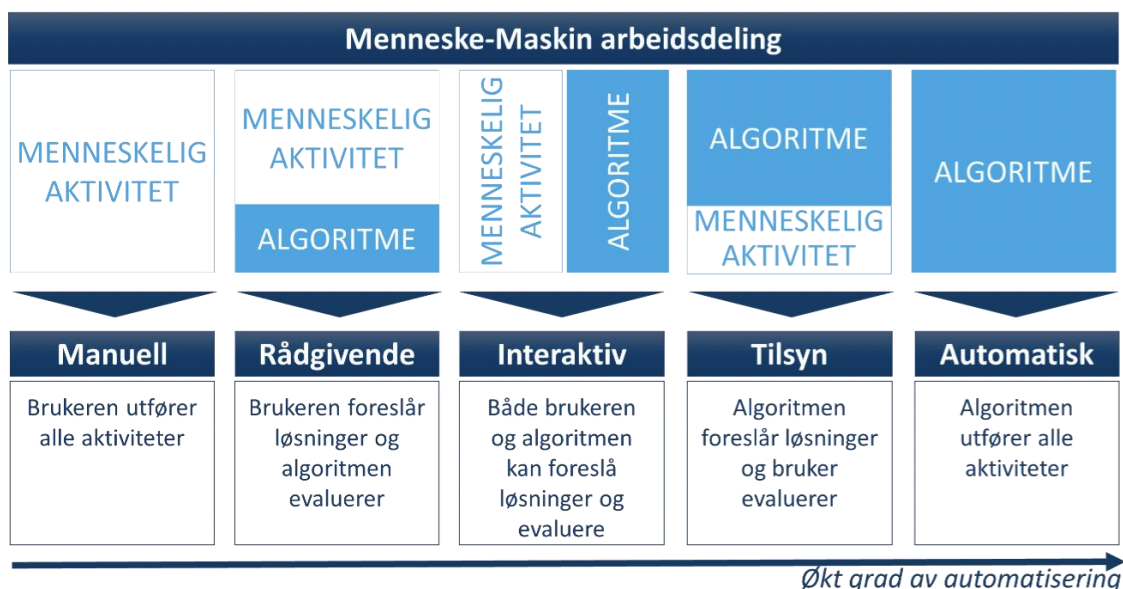 Menneske-Maskin arbeidsdeling
MENNESKELIG
AKTIVITET
MENNESKELIG
AKTIVITET
ALGORITME
MENNESKELIG
AKTIVITET
ALGORITME
ALGORITME
MENNESKELIG
AKTIVITET
ALGORITME
Manuell
Brukeren utfører
alle aktiviteter
Rådgivende
Brukeren foreslår
løsninger og
algoritmen
evaluerer
Interaktiv
Både brukeren
og algoritmen
kan foreslå
løsninger og
evaluere
Tilsyn
Algoritmen
foreslår løsninger
og bruker
evaluerer
Automatisk
Algoritmen
utfører alle
aktiviteter
Økt grad av automatisering